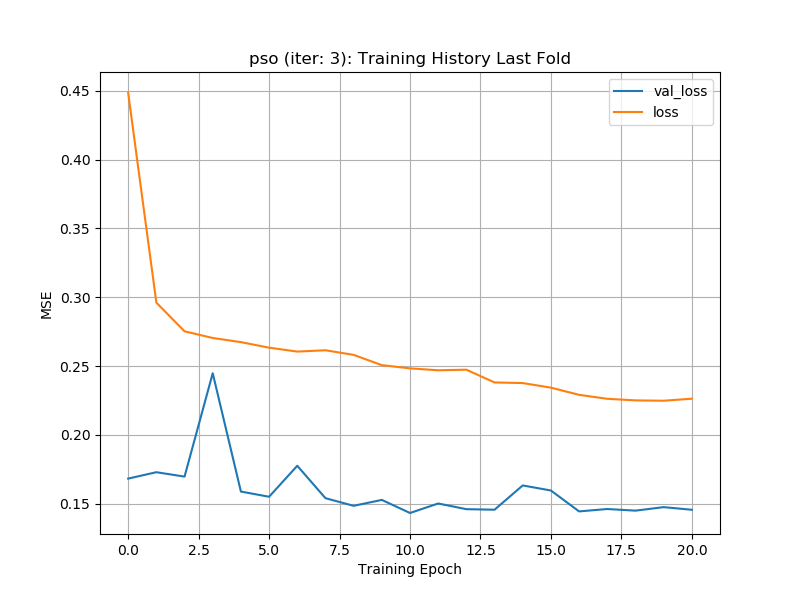 pso (iter: 3): Training History Last Fold
val_loss
loss
0.45
0.40
0.35
0.30
0.25
0.20
0.15
MSE
0.0 2.5 5.0 7.5 10.0 12.5 15.0 17.5 20.0
Training Epoch